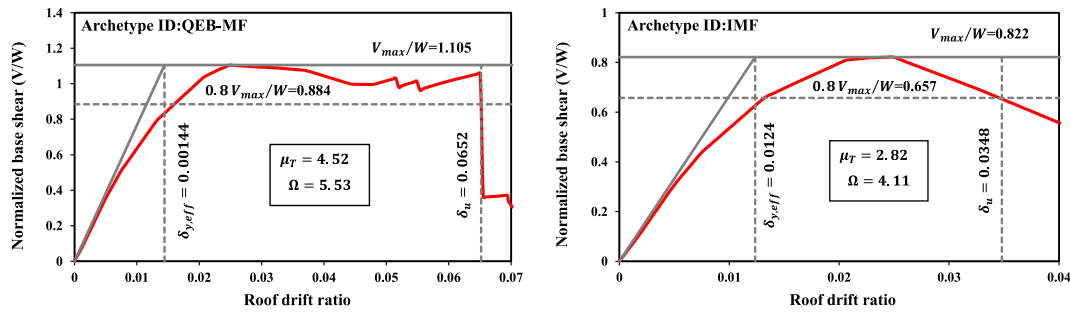 Archetype ID:QEB-MF
V_max/W=1.105
0.8 V_max/W=0.884
δ_y,eff = 0.00144
μ_T = 4.52
Ω = 5.53
δ_u = 0.0652
Normalized base shear (V/W)
1.4
1.2
1
0.8
0.6
0.4
0.2
0
0
0.01
0.02
0.03
0.04
0.05
0.06
0.07
Roof drift ratio
Archetype ID:IMF
V_max/W=0.822
0.8 V_max/W=0.657
δ_y,eff = 0.0124
μ_T = 2.82
Ω = 4.11
δ_u = 0.0348
Normalized base shear (V/W)
1
0.8
0.6
0.4
0.2
0
0
0.01
0.02
0.03
0.04
Roof drift ratio